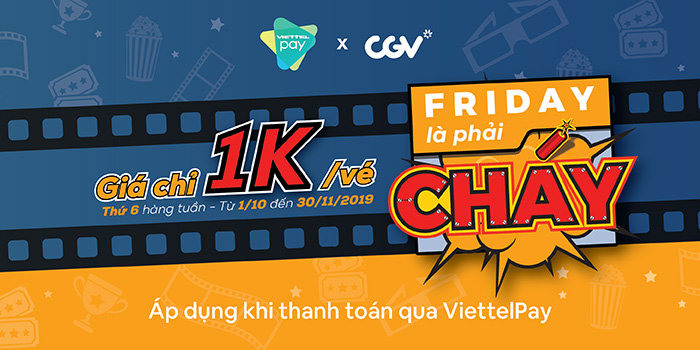 VIETTEL
pay
x
CGV*
FRIDAY
là phải
CHÁY
Giá chỉ 1K /vé
Thứ 6 hàng tuần - Từ 1/10 đến 30/11/2019
Áp dụng khi thanh toán qua ViettelPay